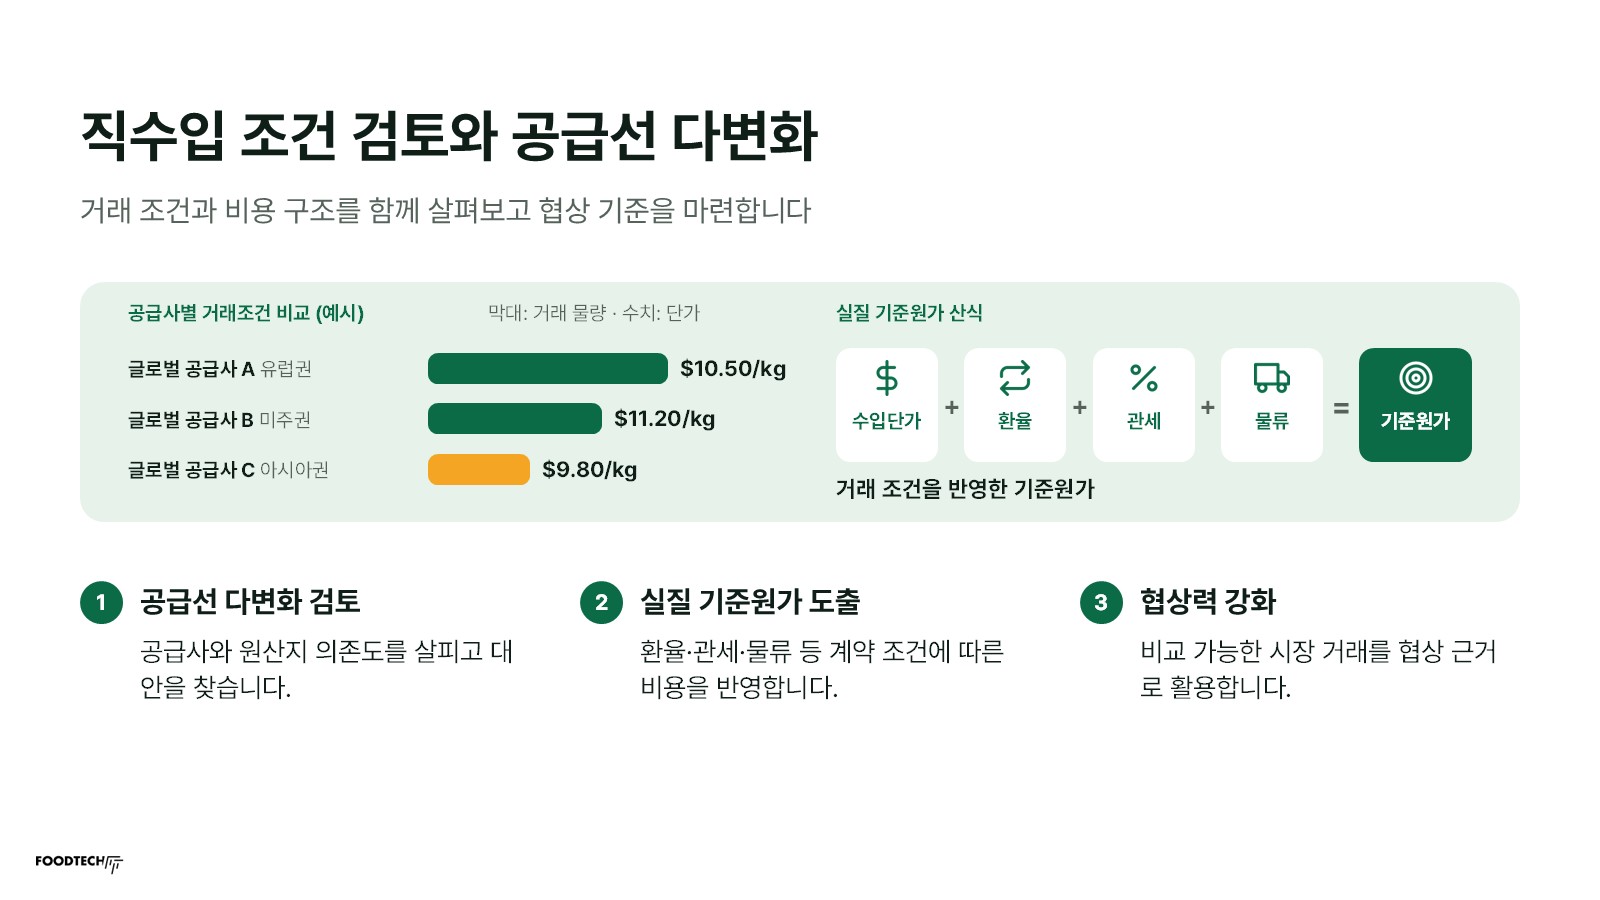 직수입 조건 검토와 공급선 다변화
거래 조건과 비용 구조를 함께 살펴보고 협상 기준을 마련합니다
공급사별 거래조건 비교 (예시)
막대: 거래 물량 · 수치: 단가
글로벌 공급사 A 유럽권
$10.50/kg
글로벌 공급사 B 미주권
$11.20/kg
글로벌 공급사 C 아시아권
$9.80/kg
실질 기준원가 산식
수입단가 + 환율 + 관세 + 물류 = 기준원가
거래 조건을 반영한 기준원가
1 공급선 다변화 검토
공급사와 원산지 의존도를 살피고 대
안을 찾습니다.
2 실질 기준원가 도출
환율·관세·물류 등 계약 조건에 따른
비용을 반영합니다.
3 협상력 강화
비교 가능한 시장 거래를 협상 근거
로 활용합니다.
FOODTECH